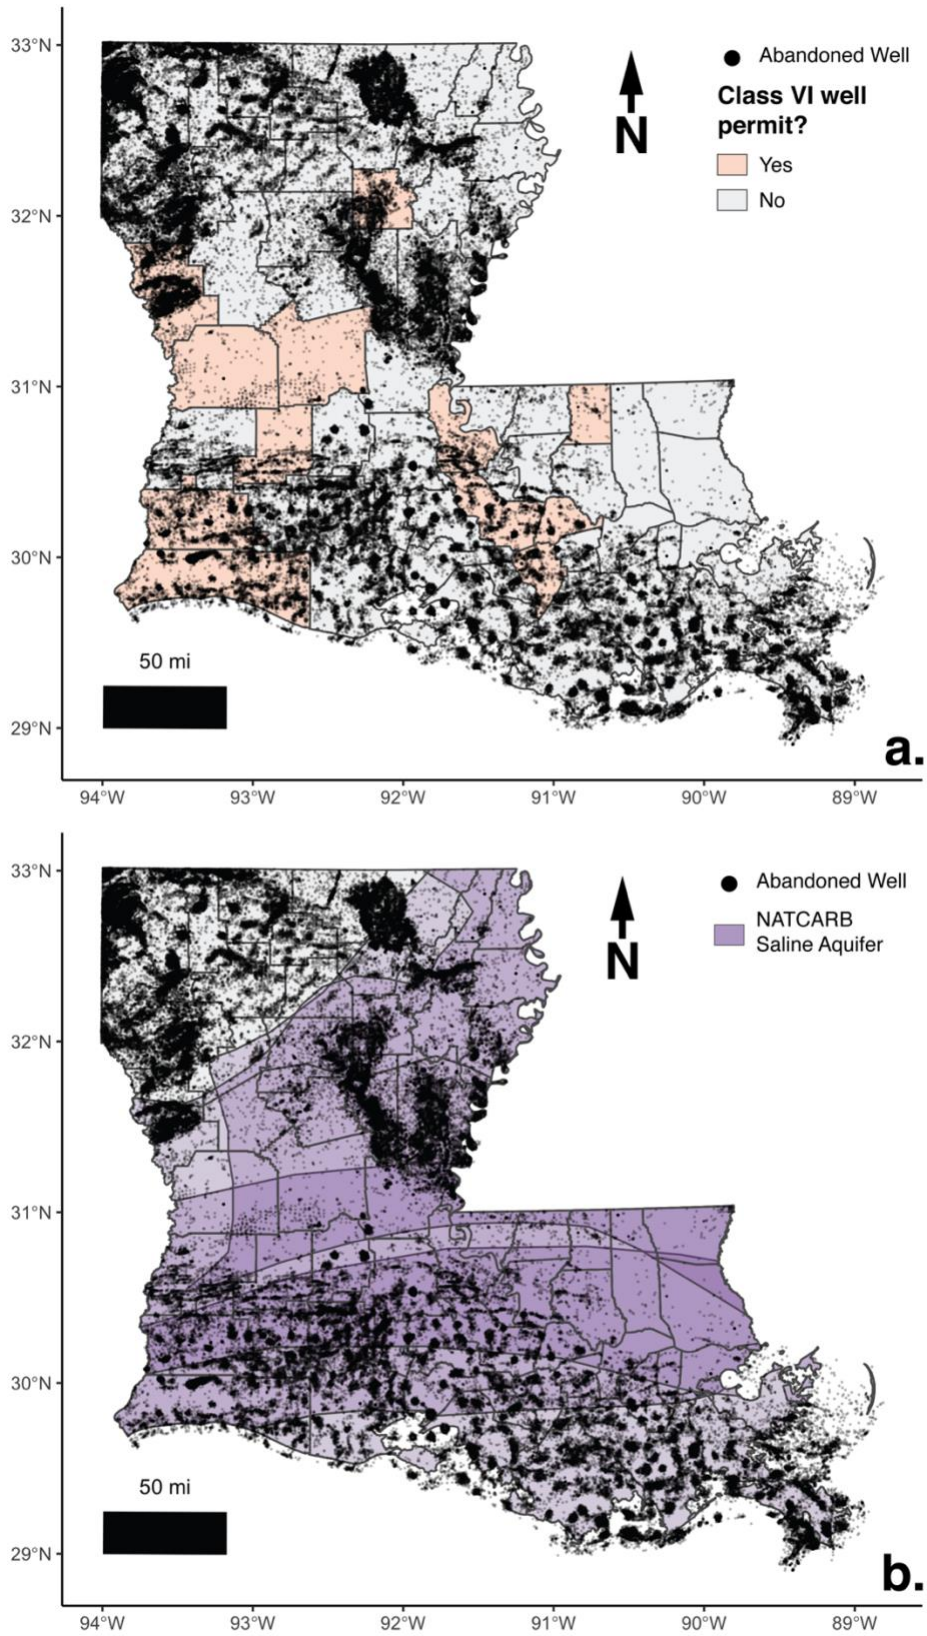 33°N
32°N
31°N
30°N
29°N
Abandoned Well
Class VI well
permit?
Yes
No
N
50 mi
a.
94°W 93°W 92°W 91°W 90°W 89°W
33°N
32°N
31°N
30°N
29°N
Abandoned Well
NATCARB
Saline Aquifer
N
50 mi
b.
94°W 93°W 92°W 91°W 90°W 89°W